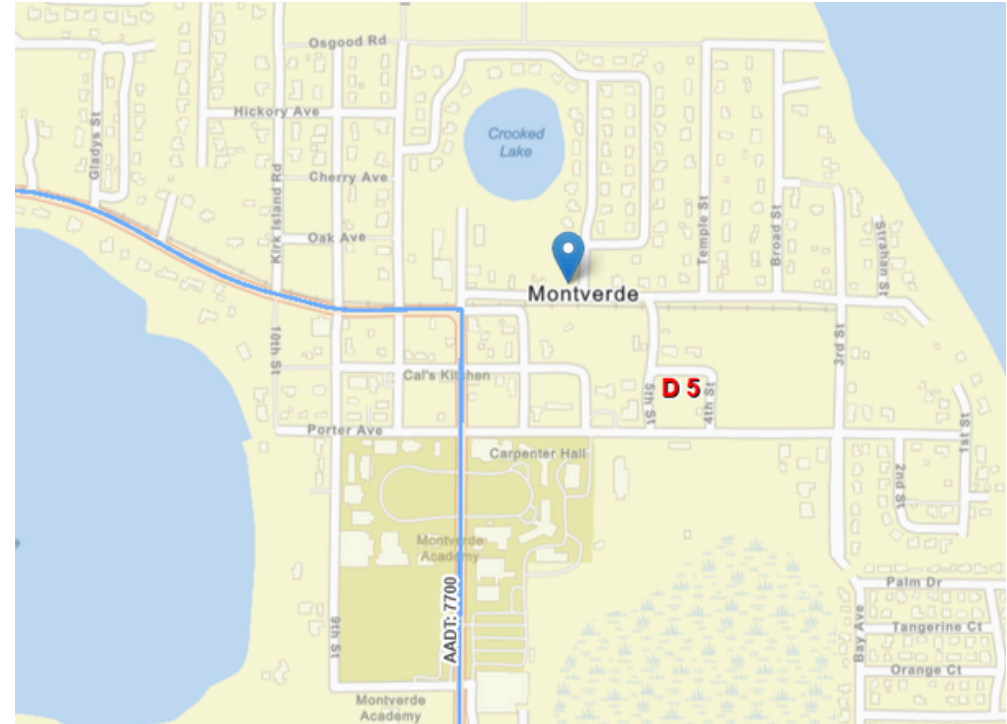 Osgood Rd
Hickory Ave
Gladys St
Crooked
Lake
Kirk Island Rd
Cherry Ave
Temple St
Broad St
Strahan St
Oak Ave
Montverde
10th St
3rd St
Cal's Kitchen
D 5
5th St
4th St
Porter Ave
1st St
Carpenter Hall
2nd St
Montverde
Academy
AADT: 7700
Palm Dr
9th St
Bay Ave
Tangerine Ct
Orange Ct
Montverde
Academy